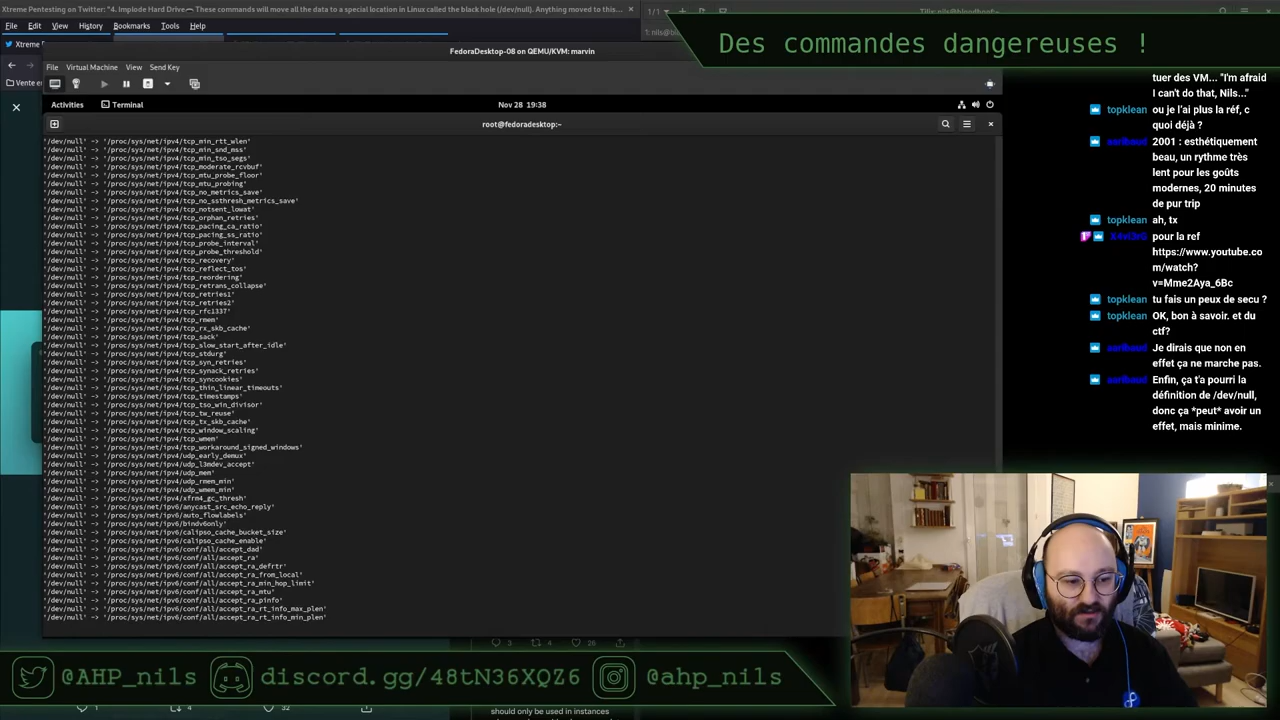 Xtreme Pentesting on Twitter: "4. Implode Hard Drive
These commands will move all the data to a special location in Linux called the black hole (/dev/null). Anything moved to this...
1/1
File Edit View History Bookmarks Tools Help
1: nils@
Xtreme
Vente
Des commandes dangereuses !
FedoraDesktop-08 on QEMU/KVM: marvin
File Virtual Machine View Send Key
Activities Terminal Nov 28 19:38
root@fedoradesktop:~
'/dev/null' -> '/proc/sys/net/ipv4/tcp_min_rtt_wlen'
'/dev/null' -> '/proc/sys/net/ipv4/tcp_min_snd_mss'
'/dev/null' -> '/proc/sys/net/ipv4/tcp_min_tso_segs'
'/dev/null' -> '/proc/sys/net/ipv4/tcp_moderate_rcvbuf'
'/dev/null' -> '/proc/sys/net/ipv4/tcp_mtu_probe_floor'
'/dev/null' -> '/proc/sys/net/ipv4/tcp_mtu_probing'
'/dev/null' -> '/proc/sys/net/ipv4/tcp_no_metrics_save'
'/dev/null' -> '/proc/sys/net/ipv4/tcp_no_ssthresh_metrics_save'
'/dev/null' -> '/proc/sys/net/ipv4/tcp_notsent_lowat'
'/dev/null' -> '/proc/sys/net/ipv4/tcp_orphan_retries'
'/dev/null' -> '/proc/sys/net/ipv4/tcp_pacing_ca_ratio'
'/dev/null' -> '/proc/sys/net/ipv4/tcp_pacing_ss_ratio'
'/dev/null' -> '/proc/sys/net/ipv4/tcp_probe_interval'
'/dev/null' -> '/proc/sys/net/ipv4/tcp_probe_threshold'
'/dev/null' -> '/proc/sys/net/ipv4/tcp_recovery'
'/dev/null' -> '/proc/sys/net/ipv4/tcp_reflect_tos'
'/dev/null' -> '/proc/sys/net/ipv4/tcp_reordering'
'/dev/null' -> '/proc/sys/net/ipv4/tcp_retrans_collapse'
'/dev/null' -> '/proc/sys/net/ipv4/tcp_retries1'
'/dev/null' -> '/proc/sys/net/ipv4/tcp_retries2'
'/dev/null' -> '/proc/sys/net/ipv4/tcp_rfc1337'
'/dev/null' -> '/proc/sys/net/ipv4/tcp_rmem'
'/dev/null' -> '/proc/sys/net/ipv4/tcp_rx_skb_cache'
'/dev/null' -> '/proc/sys/net/ipv4/tcp_sack'
'/dev/null' -> '/proc/sys/net/ipv4/tcp_slow_start_after_idle'
'/dev/null' -> '/proc/sys/net/ipv4/tcp_stdurg'
'/dev/null' -> '/proc/sys/net/ipv4/tcp_syn_retries'
'/dev/null' -> '/proc/sys/net/ipv4/tcp_synack_retries'
'/dev/null' -> '/proc/sys/net/ipv4/tcp_syncookies'
'/dev/null' -> '/proc/sys/net/ipv4/tcp_thin_linear_timeouts'
'/dev/null' -> '/proc/sys/net/ipv4/tcp_timestamps'
'/dev/null' -> '/proc/sys/net/ipv4/tcp_tso_win_divisor'
'/dev/null' -> '/proc/sys/net/ipv4/tcp_tw_reuse'
'/dev/null' -> '/proc/sys/net/ipv4/tcp_tx_skb_cache'
'/dev/null' -> '/proc/sys/net/ipv4/tcp_window_scaling'
'/dev/null' -> '/proc/sys/net/ipv4/tcp_wmem'
'/dev/null' -> '/proc/sys/net/ipv4/tcp_workaround_signed_windows'
'/dev/null' -> '/proc/sys/net/ipv4/udp_early_demux'
'/dev/null' -> '/proc/sys/net/ipv4/udp_l3mdev_accept'
'/dev/null' -> '/proc/sys/net/ipv4/udp_mem'
'/dev/null' -> '/proc/sys/net/ipv4/udp_rmem_min'
'/dev/null' -> '/proc/sys/net/ipv4/udp_wmem_min'
'/dev/null' -> '/proc/sys/net/ipv4/xfrm4_gc_thresh'
'/dev/null' -> '/proc/sys/net/ipv6/anycast_src_echo_reply'
'/dev/null' -> '/proc/sys/net/ipv6/auto_flowlabels'
'/dev/null' -> '/proc/sys/net/ipv6/bindv6only'
'/dev/null' -> '/proc/sys/net/ipv6/calipso_cache_bucket_size'
'/dev/null' -> '/proc/sys/net/ipv6/calipso_cache_enable'
'/dev/null' -> '/proc/sys/net/ipv6/conf/all/accept_dad'
'/dev/null' -> '/proc/sys/net/ipv6/conf/all/accept_ra'
'/dev/null' -> '/proc/sys/net/ipv6/conf/all/accept_ra_defrtr'
'/dev/null' -> '/proc/sys/net/ipv6/conf/all/accept_ra_from_local'
'/dev/null' -> '/proc/sys/net/ipv6/conf/all/accept_ra_min_hop_limit'
'/dev/null' -> '/proc/sys/net/ipv6/conf/all/accept_ra_mtu'
'/dev/null' -> '/proc/sys/net/ipv6/conf/all/accept_ra_pinfo'
'/dev/null' -> '/proc/sys/net/ipv6/conf/all/accept_ra_rt_info_max_plen'
'/dev/null' -> '/proc/sys/net/ipv6/conf/all/accept_ra_rt_info_min_plen'
tuer des VM... "I'm afraid
I can't do that, Nils..."
topklean ou je l'ai plus la réf, c
quoi déjà ?
2001 : esthétiquement
beau, un rythme très
lent pour les goûts
modernes, 20 minutes
de pur trip
topklean ah, tx
pour la ref
https://www.youtube.co
m/watch?
v=Mme2Aya_6Bc
topklean tu fais un peux de secu ?
topklean OK, bon à savoir. et du
ctf?
Je dirais que non en
effet ça ne marche pas.
Enfin, ça t'a pourri la
définition de /dev/null,
donc ça *peut* avoir un
effet, mais minime.
3 4 26
@AHP_nils discord.gg/48tN36XQZ6 @ahp_nils
1 4 32
should only be used in instances